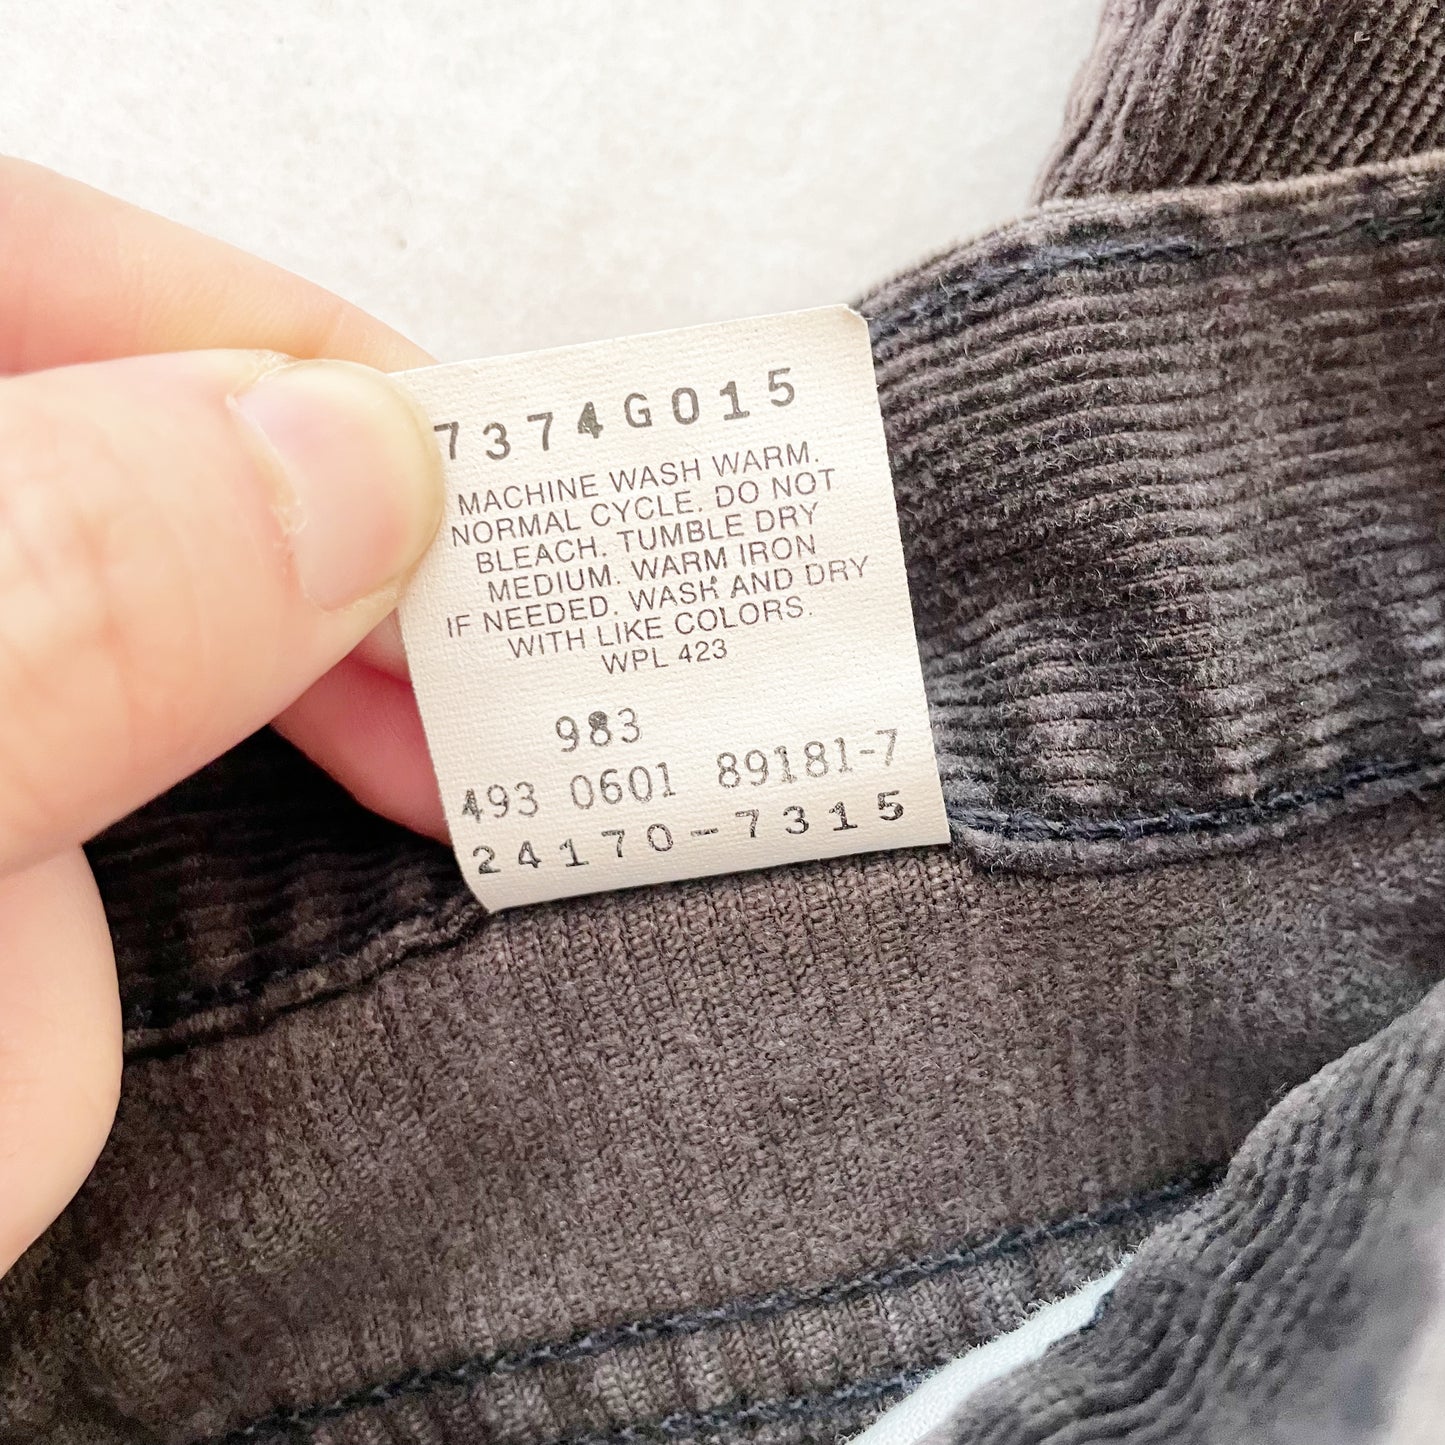 7374G015
MACHINE WASH WARM.
NORMAL CYCLE. DO NOT
BLEACH. TUMBLE DRY
MEDIUM. WARM IRON
IF NEEDED. WASH AND DRY
WITH LIKE COLORS.
WPL 423
983
493 0601 89181-7
24170-7315